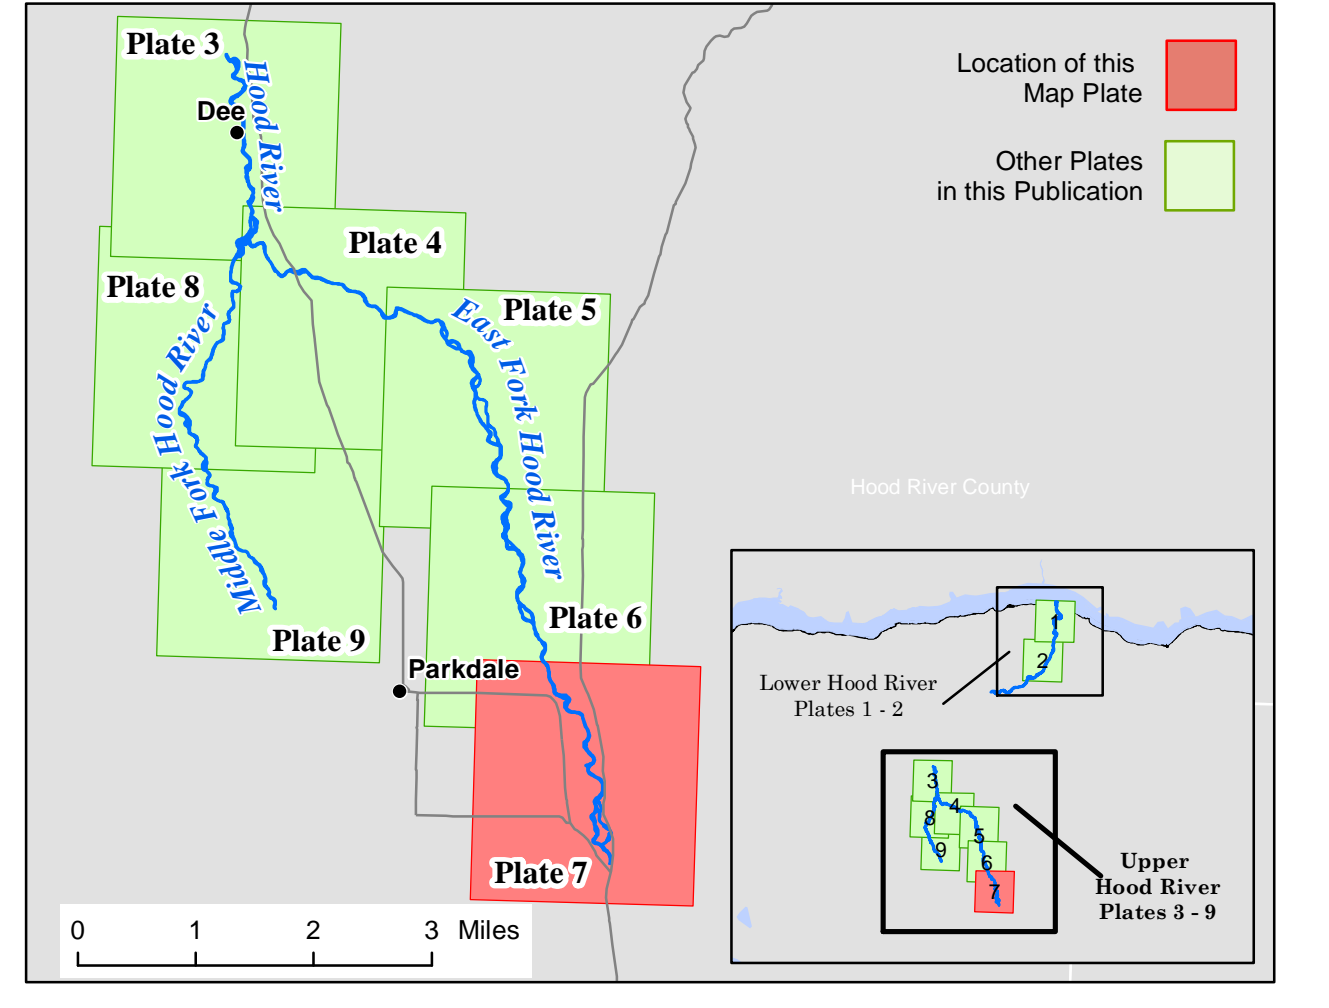 Plate 3
Hood River
Dee
Location of this
Map Plate
Other Plates
in this Publication
Plate 4
Plate 8
Plate 5
East Fork Hood River
Middle Fork Hood River
Hood River County
Plate 6
Plate 9
Parkdale
Plate 7
0 1 2 3 Miles
1
2
Lower Hood River
Plates 1 - 2
3
4
8
5
9
6
7
Upper
Hood River
Plates 3 - 9